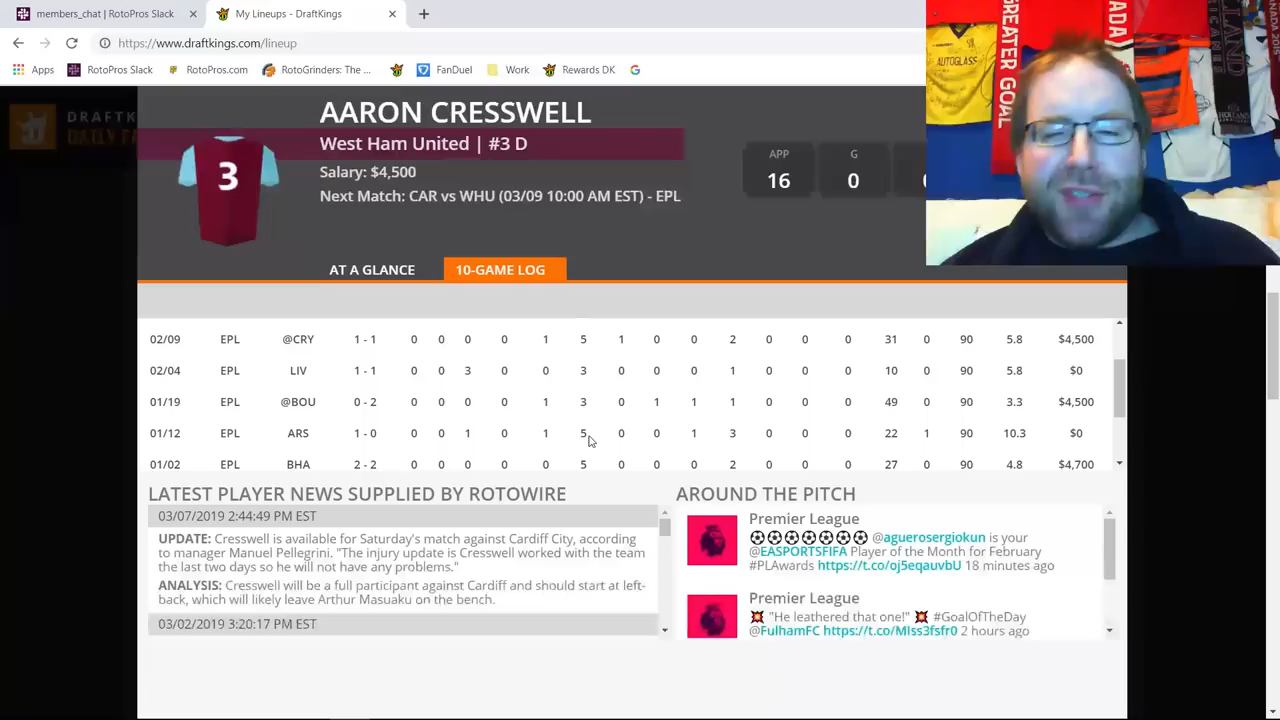 members_chat | RotoPros Slack
My Lineups - DraftKings
https://www.draftkings.com/lineup
Apps RotoPros Slack RotoPros.com RotoGrinders: The ... FanDuel Work Rewards DK
AARON CRESSWELL
West Ham United | #3 D
Salary: $4,500
Next Match: CAR vs WHU (03/09 10:00 AM EST) - EPL
APP G
16 0
3
AT A GLANCE 10-GAME LOG
02/09 EPL @CRY 1 - 1 0 0 0 0 1 5 1 0 0 2 0 0 0 31 0 90 5.8 $4,500
02/04 EPL LIV 1 - 1 0 0 3 0 0 3 0 0 0 1 0 0 0 10 0 90 5.8 $0
01/19 EPL @BOU 0 - 2 0 0 0 0 1 3 0 1 1 1 0 0 0 49 0 90 3.3 $4,500
01/12 EPL ARS 1 - 0 0 0 1 0 1 5 0 0 1 3 0 0 0 22 1 90 10.3 $0
01/02 EPL BHA 2 - 2 0 0 0 0 0 5 0 0 0 2 0 0 0 27 0 90 4.8 $4,700
LATEST PLAYER NEWS SUPPLIED BY ROTOWIRE
03/07/2019 2:44:49 PM EST
UPDATE: Cresswell is available for Saturday's match against Cardiff City, according
to manager Manuel Pellegrini. "The injury update is Cresswell worked with the team
the last two days so he will not have any problems."
ANALYSIS: Cresswell will be a full participant against Cardiff and should start at left-
back, which will likely leave Arthur Masuaku on the bench.
03/02/2019 3:20:17 PM EST
AROUND THE PITCH
Premier League
⚽⚽⚽⚽⚽⚽⚽ @aguerosergiokun is your
@EASPORTSFIFA Player of the Month for February
#PLAwards https://t.co/oj5eqauvbU 18 minutes ago
Premier League
💥 "He leathered that one!" 💥 #GoalOfTheDay
@FulhamFC https://t.co/MIss3fsfr0 2 hours ago
AUTOGLASS
GREATER GOAL